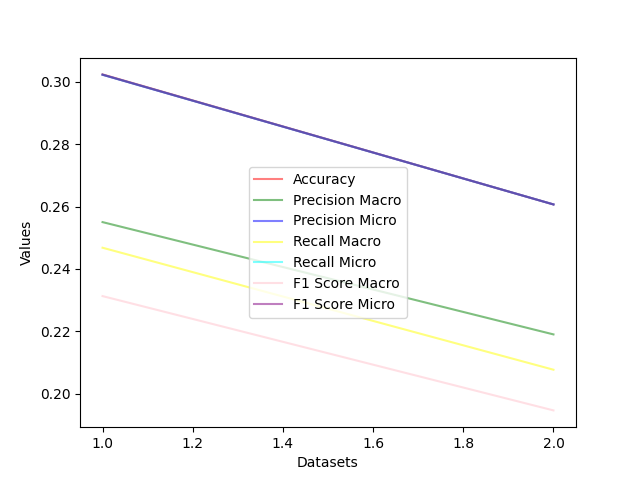 0.30
0.28
0.26
0.24
0.22
0.20
Values
Accuracy
Precision Macro
Precision Micro
Recall Macro
Recall Micro
F1 Score Macro
F1 Score Micro
1.0 1.2 1.4 1.6 1.8 2.0
Datasets